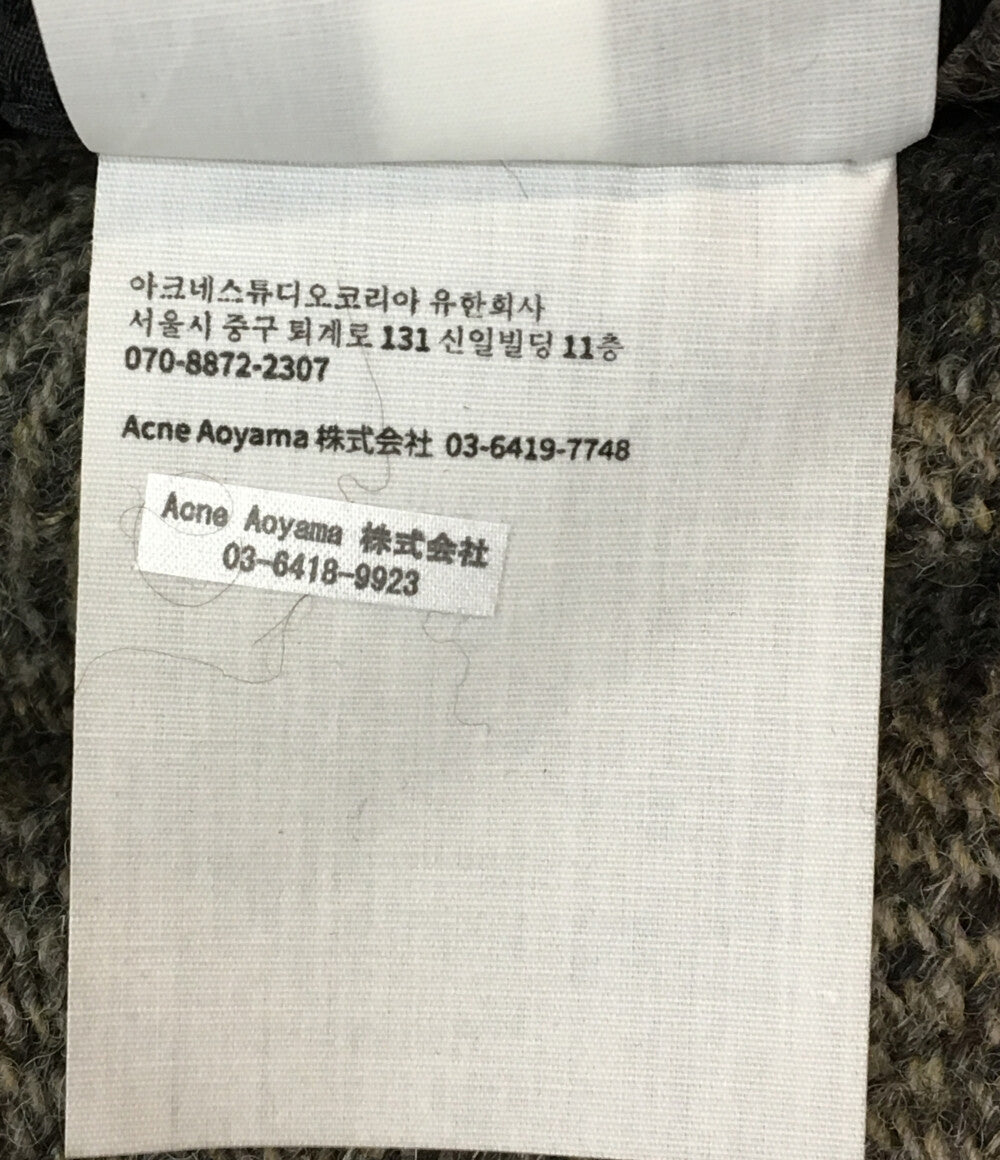 아크네스튜디오코리아 유한회사
서울시 중구 퇴계로 131 신일빌딩 11층
070-8872-2307
Acne Aoyama 株式会社 03-6419-7748
Acne Aoyama 株式会社
03-6418-9923